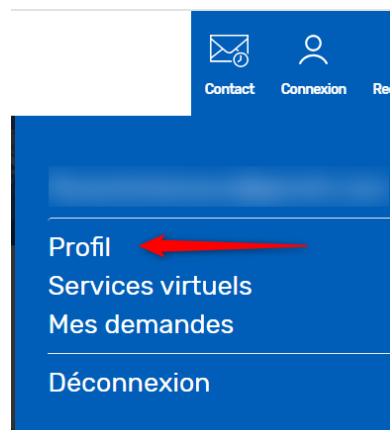 Contact Connexion
Profil
Services virtuels
Mes demandes
Déconnexion